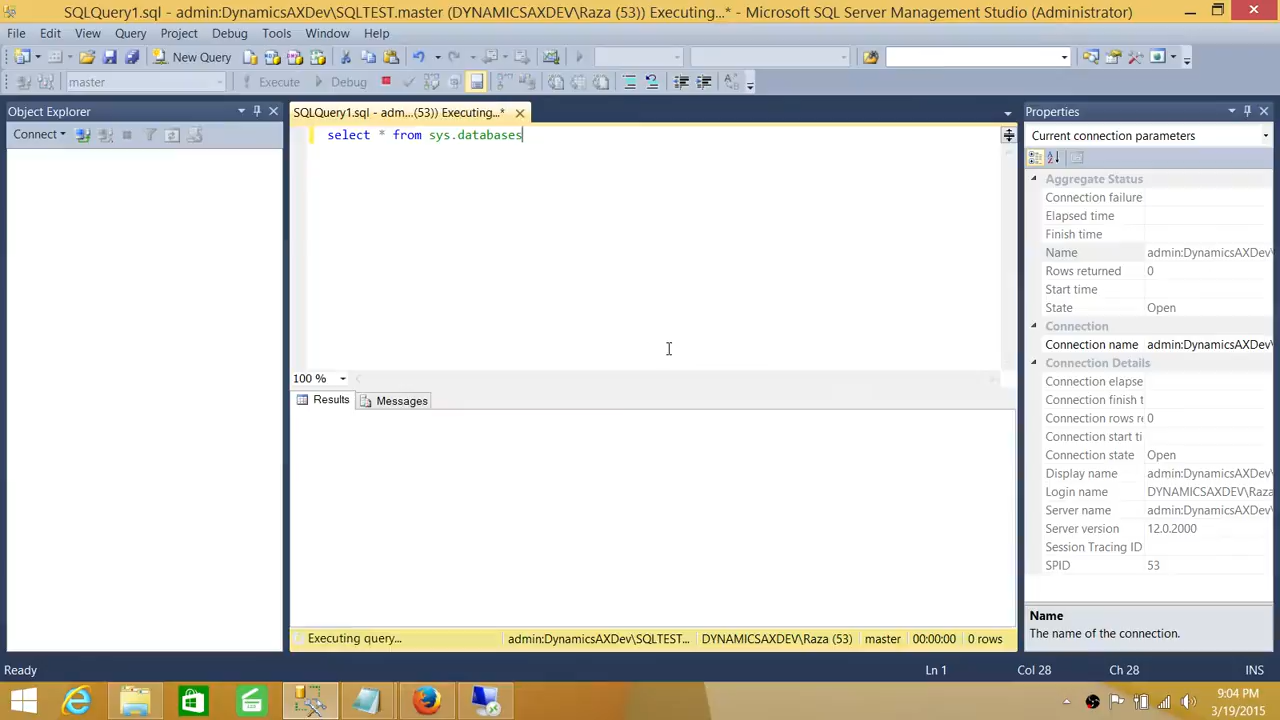 SQLQuery1.sql - admin:DynamicsAXDev\SQLTEST.master (DYNAMICSAXDEV\Raza (53)) Executing...* - Microsoft SQL Server Management Studio (Administrator)
File Edit View Query Project Debug Tools Window Help
New Query
master Execute Debug
Object Explorer
Connect
SQLQuery1.sql - adm...(53)) Executing...*
select * from sys.databases
100 %
Results Messages
Executing query... admin:DynamicsAXDev\SQLTEST... DYNAMICSAXDEV\Raza (53) master 00:00:00 0 rows
Properties
Current connection parameters
Aggregate Status
Connection failure
Elapsed time
Finish time
Name admin:DynamicsAXDev\
Rows returned 0
Start time
State Open
Connection
Connection name admin:DynamicsAXDev\
Connection Details
Connection elapse
Connection finish t
Connection rows re 0
Connection start ti
Connection state Open
Display name admin:DynamicsAXDev\
Login name DYNAMICSAXDEV\Raza
Server name admin:DynamicsAXDev\
Server version 12.0.2000
Session Tracing ID
SPID 53
Name
The name of the connection.
Ready Ln 1 Col 28 Ch 28 INS
9:04 PM
3/19/2015